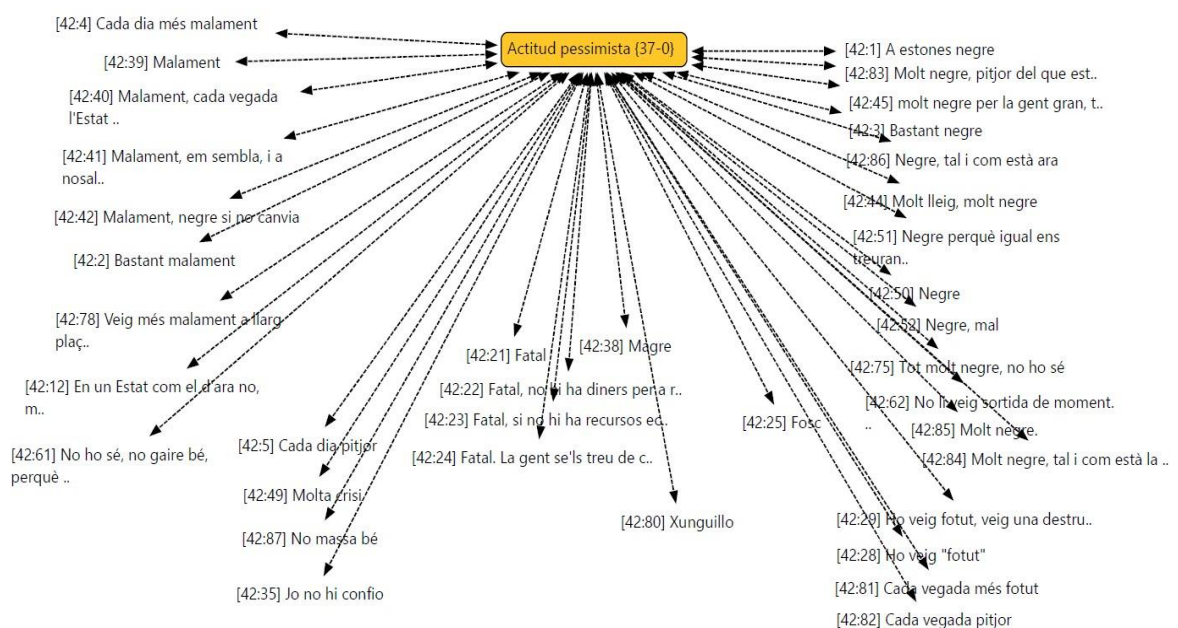 Actitud pessimista {37-0}
[42:4] Cada dia més malament
[42:39] Malament
[42:40] Malament, cada vegada
l'Estat ..
[42:41] Malament, em sembla, i a
nosal..
[42:42] Malament, negre si no canvia
[42:2] Bastant malament
[42:78] Veig més malament a llarg
plaç..
[42:12] En un Estat com el d'ara no,
m..
[42:61] No ho sé, no gaire bé,
perquè ..
[42:5] Cada dia pitjor
[42:49] Molta crisi
[42:87] No massa bé
[42:35] Jo no hi confio
[42:21] Fatal
[42:38] Magre
[42:22] Fatal, no hi ha diners per a r..
[42:23] Fatal, si no hi ha recursos ec..
[42:24] Fatal. La gent se'ls treu de c..
[42:80] Xunguillo
[42:25] Fosc
[42:1] A estones negre
[42:83] Molt negre, pitjor del que est..
[42:45] molt negre per la gent gran, t..
[42:3] Bastant negre
[42:86] Negre, tal i com està ara
[42:44] Molt lleig, molt negre
[42:51] Negre perquè igual ens
treuran..
[42:50] Negre
[42:52] Negre, mal
[42:75] Tot molt negre, no ho sé
[42:62] No li veig sortida de moment.
..
[42:85] Molt negre.
[42:84] Molt negre, tal i com està la ..
[42:29] Ho veig fotut, veig una destru..
[42:28] Ho veig "fotut"
[42:81] Cada vegada més fotut
[42:82] Cada vegada pitjor